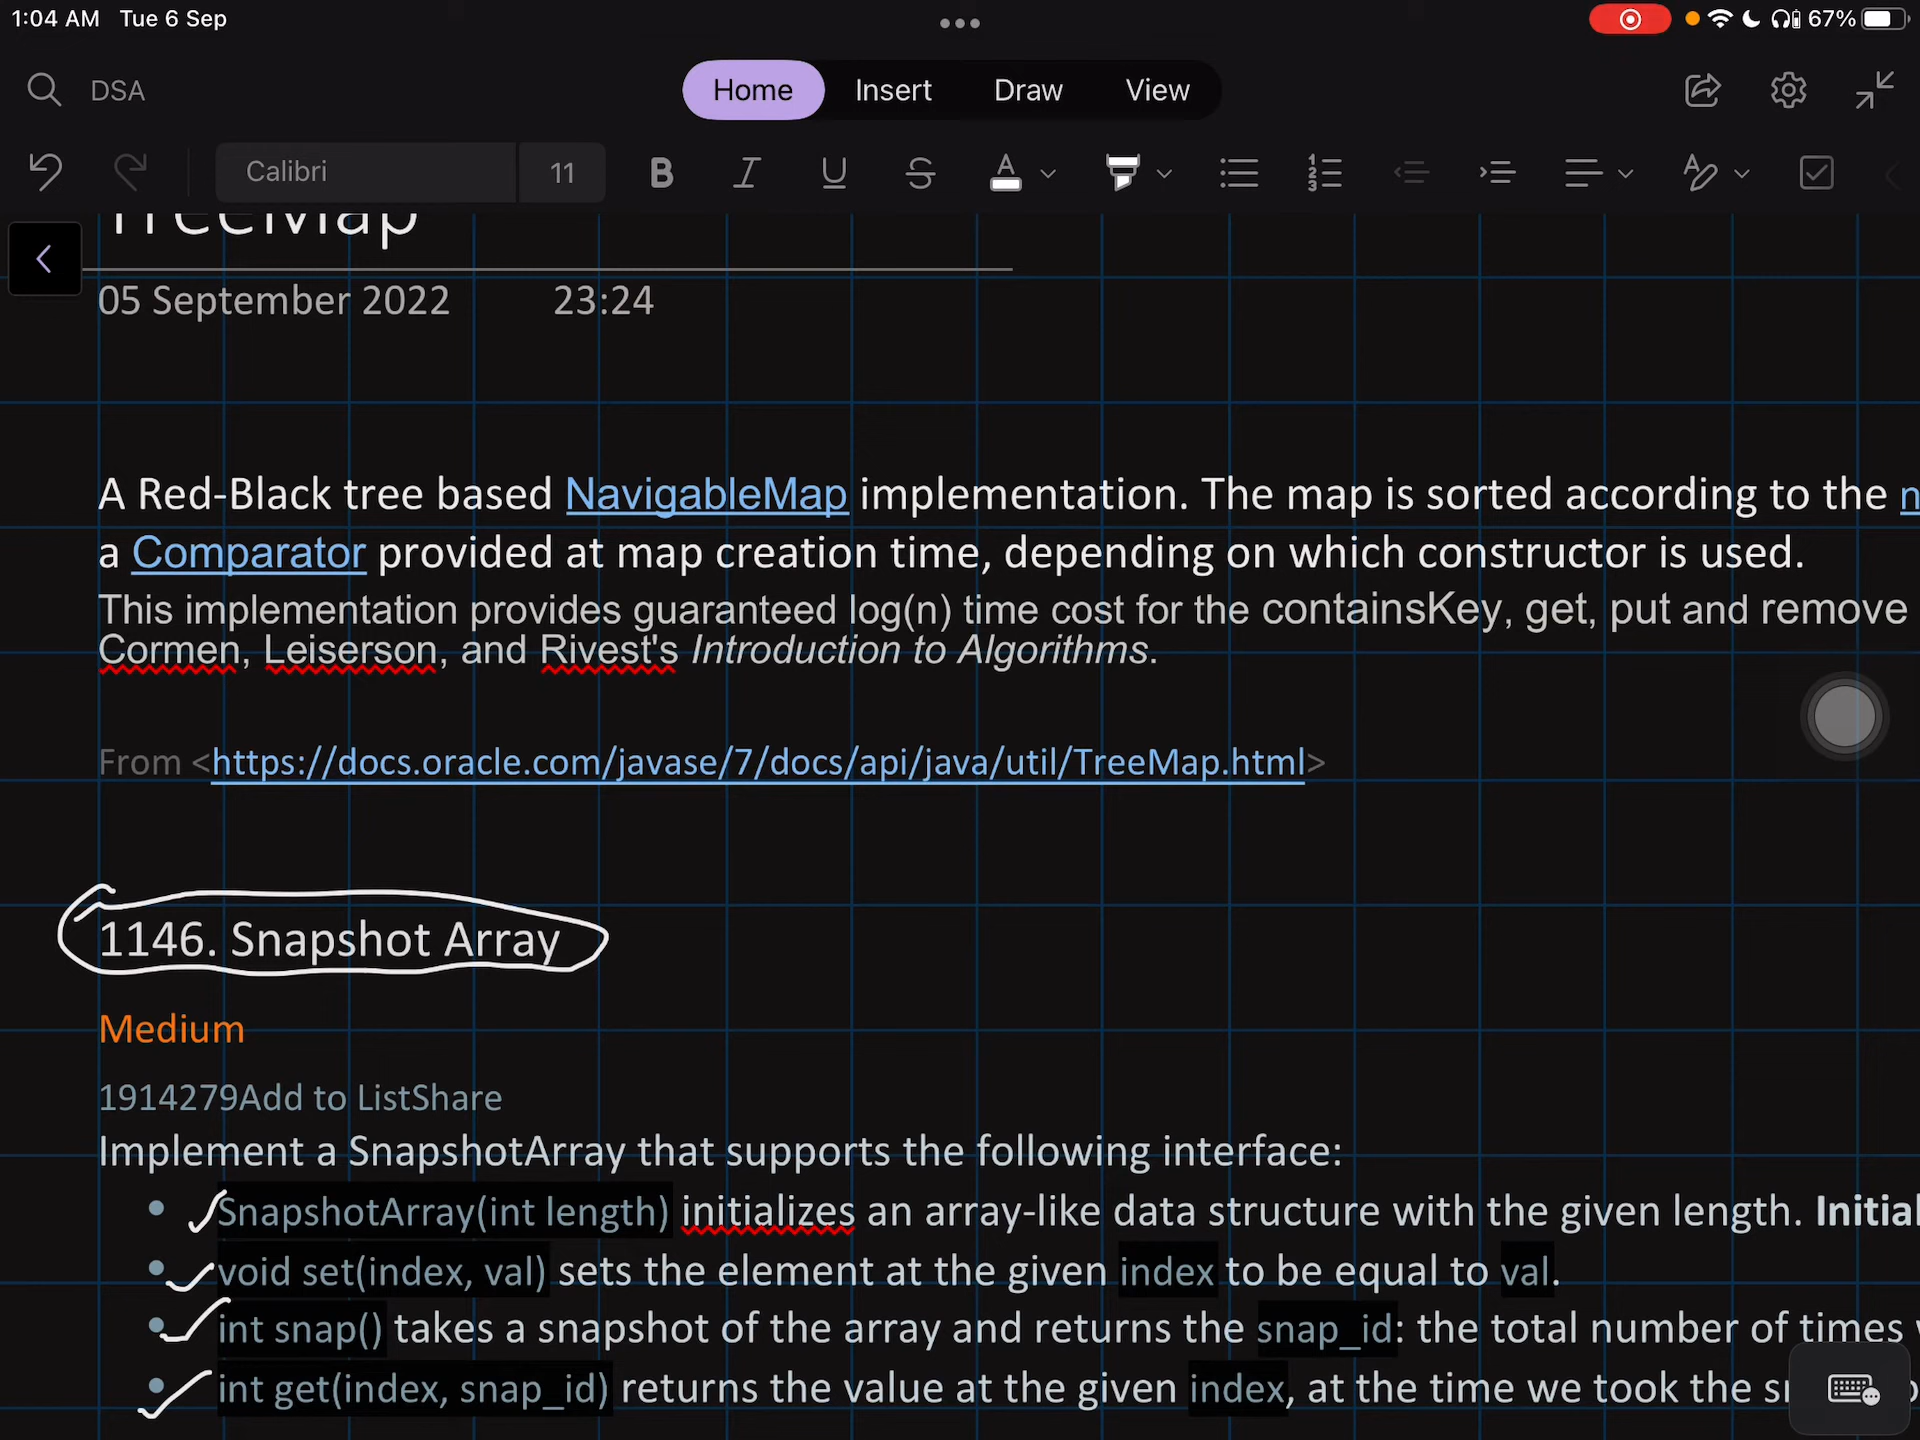 1:04 AM Tue 6 Sep
67%
DSA
Home Insert Draw View
Calibri 11
TreeMap
05 September 2022 23:24
A Red-Black tree based NavigableMap implementation. The map is sorted according to the n
a Comparator provided at map creation time, depending on which constructor is used.
This implementation provides guaranteed log(n) time cost for the containsKey, get, put and remove
Cormen, Leiserson, and Rivest's Introduction to Algorithms.
From <https://docs.oracle.com/javase/7/docs/api/java/util/TreeMap.html>
1146. Snapshot Array
Medium
1914279Add to ListShare
Implement a SnapshotArray that supports the following interface:
SnapshotArray(int length) initializes an array-like data structure with the given length. Initial
void set(index, val) sets the element at the given index to be equal to val.
int snap() takes a snapshot of the array and returns the snap_id: the total number of times
int get(index, snap_id) returns the value at the given index, at the time we took the